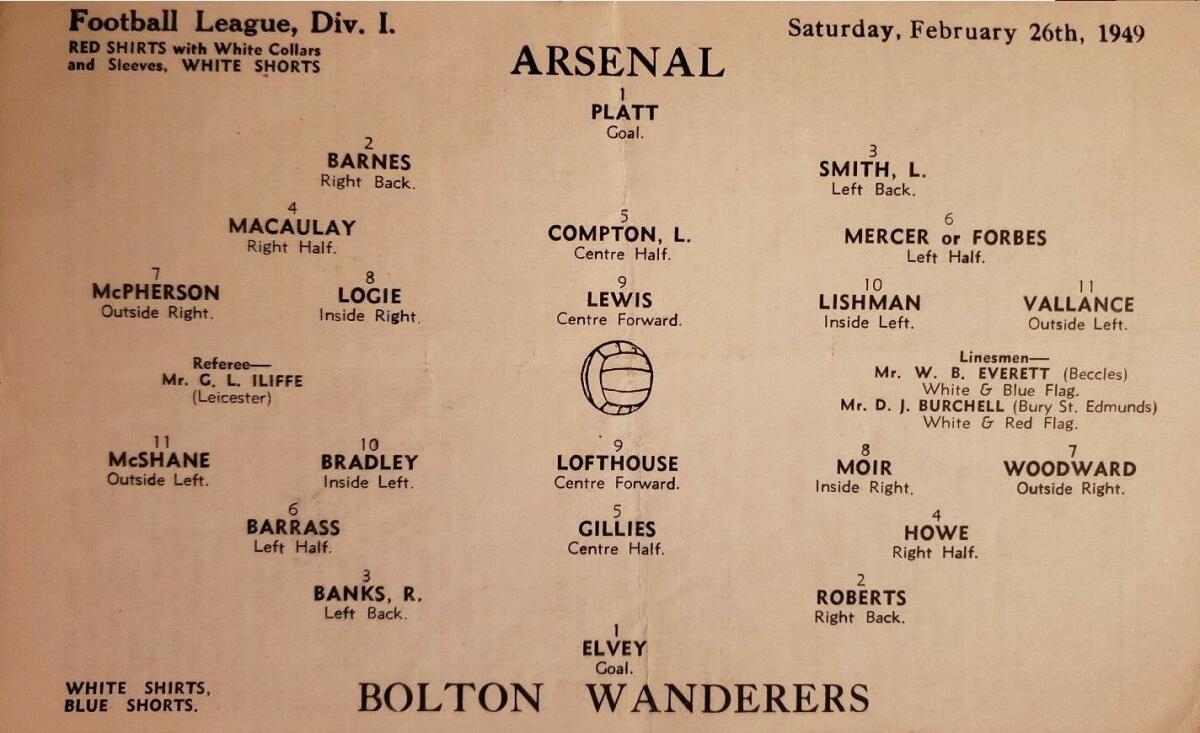 Football League, Div. I.
RED SHIRTS with White Collars
and Sleeves, WHITE SHORTS
Saturday, February 26th, 1949
ARSENAL
1
PLATT
Goal.
2
BARNES
Right Back.
3
SMITH, L.
Left Back.
4
MACAULAY
Right Half.
5
COMPTON, L.
Centre Half.
6
MERCER or FORBES
Left Half.
7
McPHERSON
Outside Right.
8
LOGIE
Inside Right.
9
LEWIS
Centre Forward.
10
LISHMAN
Inside Left.
11
VALLANCE
Outside Left.
Referee—
Mr. G. L. ILIFFE
(Leicester)
Linesmen—
Mr. W. B. EVERETT (Beccles)
White & Blue Flag.
Mr. D. J. BURCHELL (Bury St. Edmunds)
White & Red Flag.
11
McSHANE
Outside Left.
10
BRADLEY
Inside Left.
9
LOFTHOUSE
Centre Forward.
8
MOIR
Inside Right.
7
WOODWARD
Outside Right.
6
BARRASS
Left Half.
5
GILLIES
Centre Half.
4
HOWE
Right Half.
3
BANKS, R.
Left Back.
2
ROBERTS
Right Back.
1
ELVEY
Goal.
WHITE SHIRTS,
BLUE SHORTS.
BOLTON WANDERERS